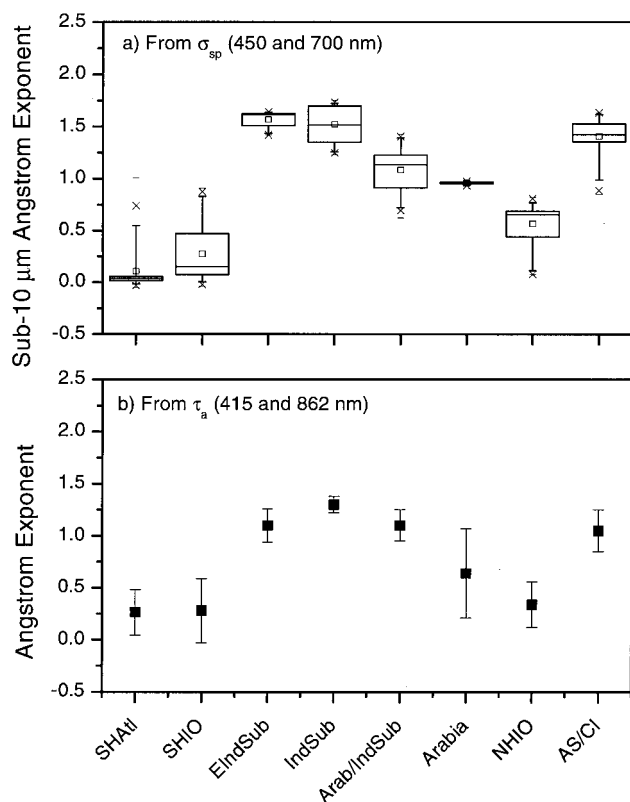 2.5
a) From σsp (450 and 700 nm)
2.0
1.5
1.0
0.5
0.0
-0.5
Sub-10 μm Angstrom Exponent
2.5
b) From τa (415 and 862 nm)
2.0
1.5
1.0
0.5
0.0
-0.5
Angstrom Exponent
SHAtl
SHIO
EIndSub
IndSub
Arab/IndSub
Arabia
NHIO
AS/CI